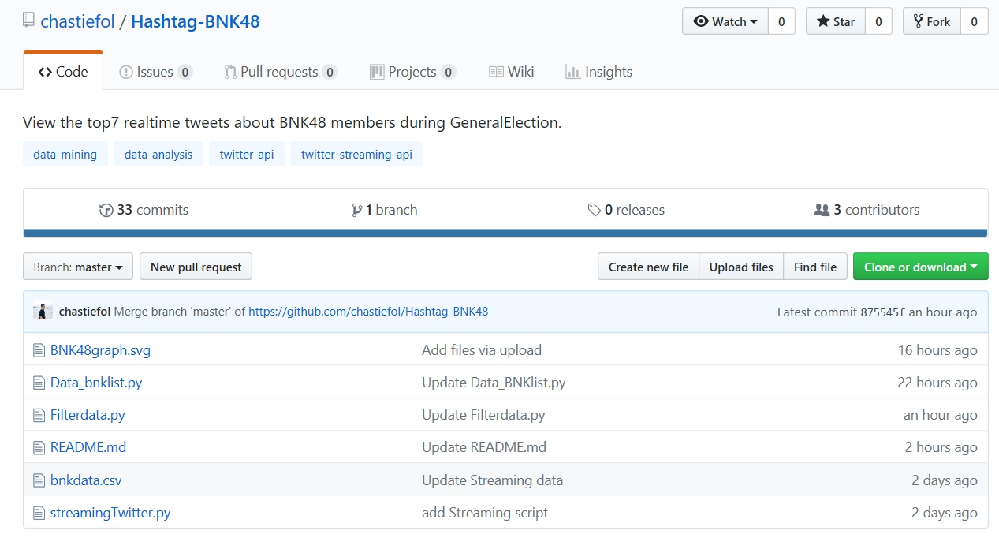 chastiefol / Hashtag-BNK48 Watch 0 Star 0 Fork 0
Code Issues 0 Pull requests 0 Projects 0 Wiki Insights
View the top7 realtime tweets about BNK48 members during GeneralElection.
data-mining data-analysis twitter-api twitter-streaming-api
33 commits 1 branch 0 releases 3 contributors
Branch: master New pull request Create new file Upload files Find file Clone or download
chastiefol Merge branch 'master' of https://github.com/chastiefol/Hashtag-BNK48 Latest commit 875545f an hour ago
BNK48graph.svg Add files via upload 16 hours ago
Data_bnklist.py Update Data_BNKlist.py 22 hours ago
Filterdata.py Update Filterdata.py an hour ago
README.md Update README.md 2 hours ago
bnkdata.csv Update Streaming data 2 days ago
streamingTwitter.py add Streaming script 2 days ago